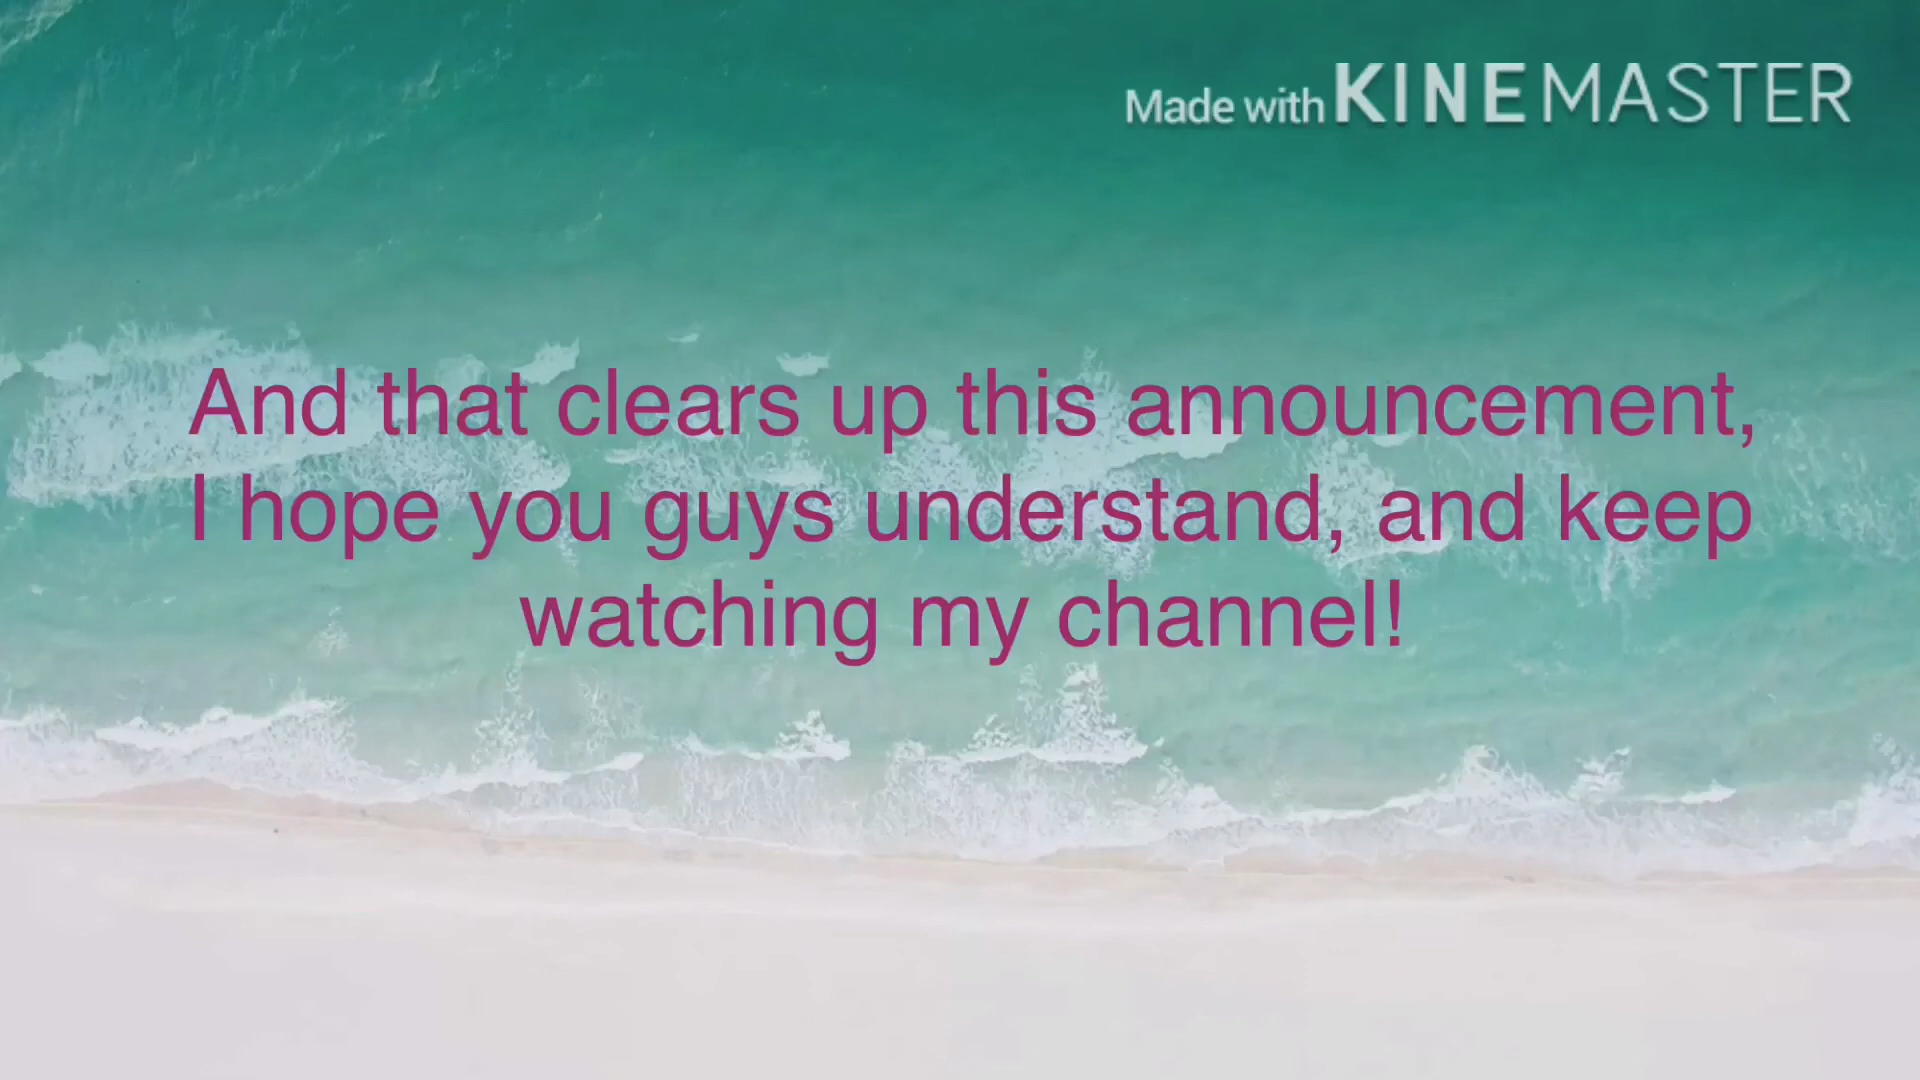 Made with KINEMASTER
And that clears up this announcement,
I hope you guys understand, and keep
watching my channel!